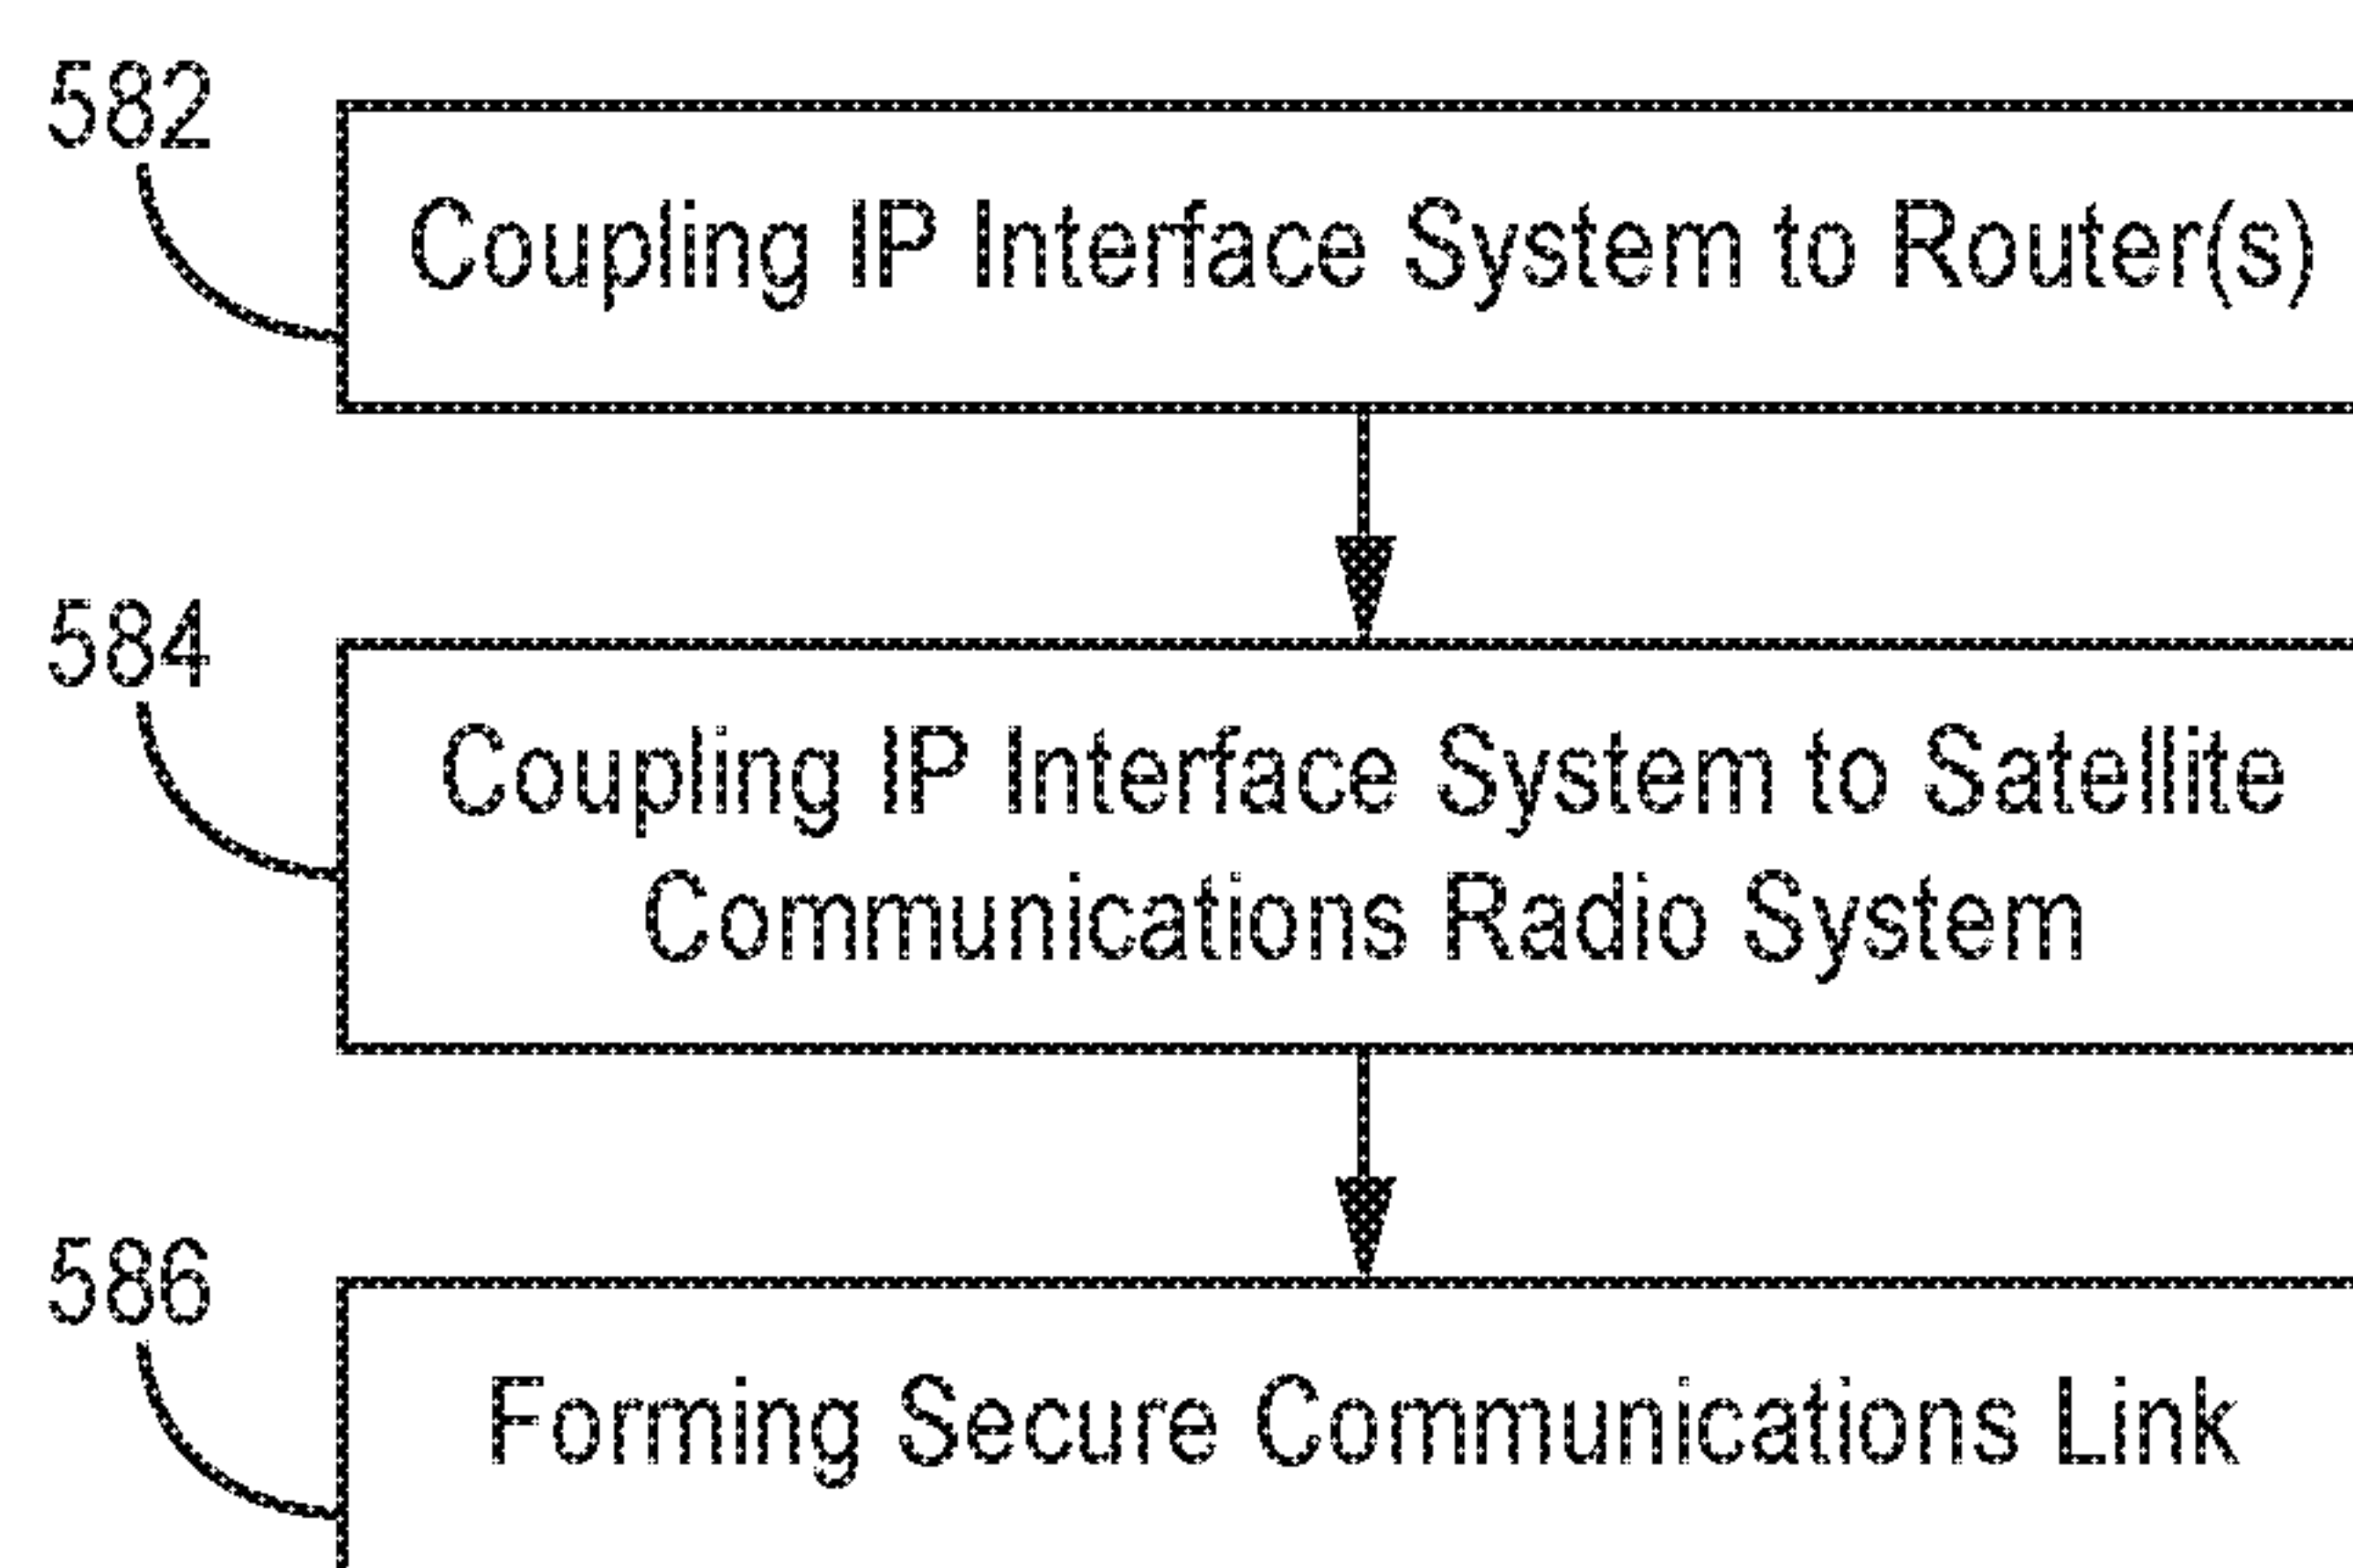 582
Coupling IP Interface System to Router(s)
584
Coupling IP Interface System to Satellite
Communications Radio System
586
Forming Secure Communications Link